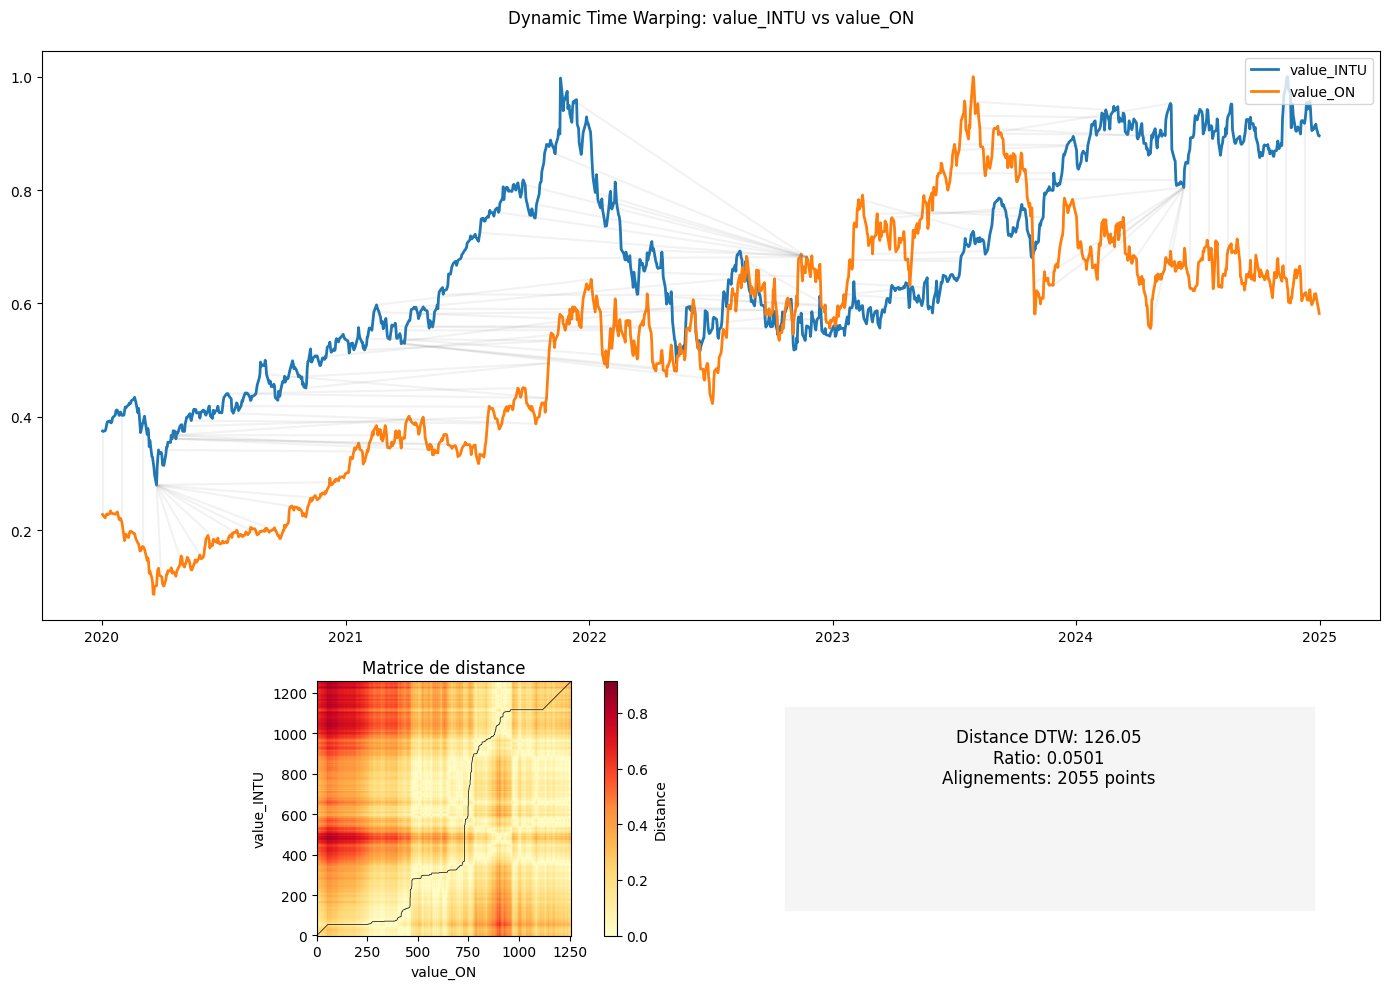 Dynamic Time Warping: value_INTU vs value_ON
value_INTU
value_ON
1.0
0.8
0.6
0.4
0.2
2020 2021 2022 2023 2024 2025
Matrice de distance
value_INTU
1200
1000
800
600
400
200
0
0 250 500 750 1000 1250
value_ON
0.8
0.6
0.4
0.2
0.0
Distance
Distance DTW: 126.05
Ratio: 0.0501
Alignements: 2055 points